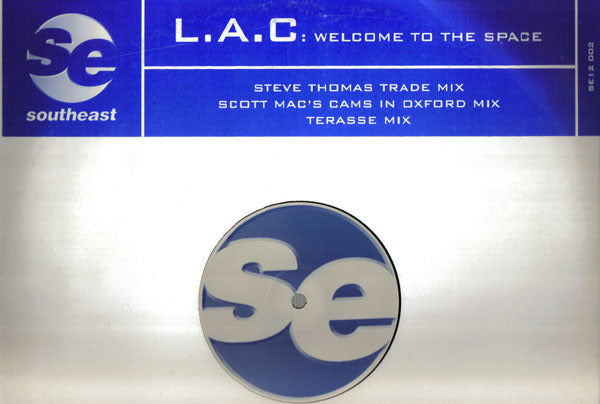 se
southeast
L.A.C: WELCOME TO THE SPACE
STEVE THOMAS TRADE MIX
SCOTT MAC'S CAMS IN OXFORD MIX
TERASSE MIX
SE12 002
se